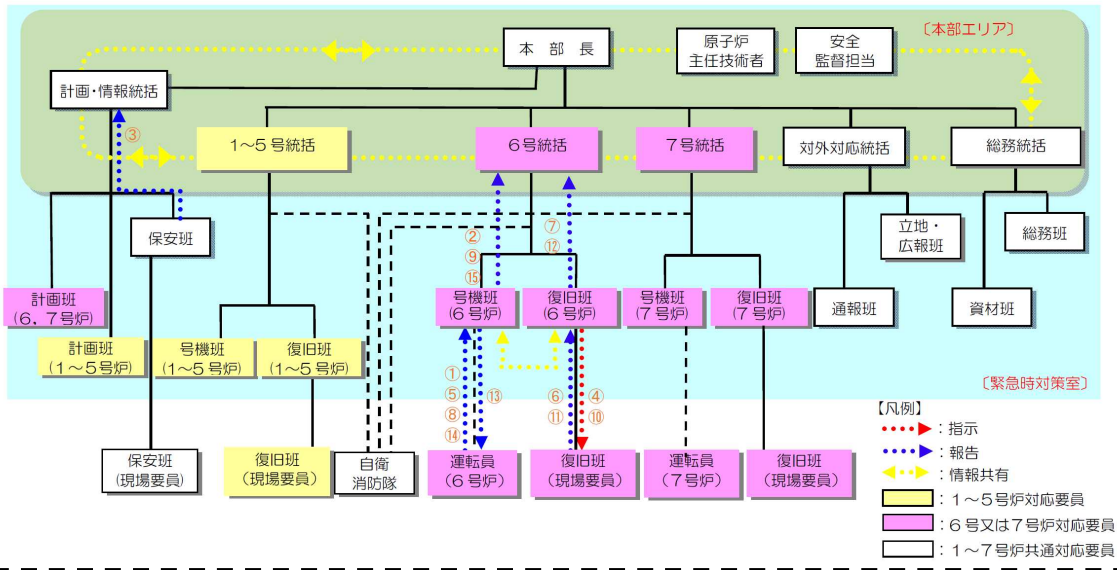 本 部 長
原子炉
主任技術者
安全
監督担当
〔本部エリア〕
計画・情報統括
③
1～5号統括
6号統括
7号統括
対外対応統括
総務統括
保安班
②
⑨
⑮
⑦
⑫
立地・
広報班
総務班
計画班
(6，7号炉)
号機班
(6号炉)
復旧班
(6号炉)
号機班
(7号炉)
復旧班
(7号炉)
通報班
資材班
計画班
(1～5号炉)
号機班
(1～5号炉)
復旧班
(1～5号炉)
〔緊急時対策室〕
①
⑤
⑧
⑭
⑬
⑥
⑪
④
⑩
保安班
(現場要員)
復旧班
(現場要員)
自衛
消防隊
運転員
(6号炉)
復旧班
(現場要員)
運転員
(7号炉)
復旧班
(現場要員)
【凡例】
：指示
：報告
：情報共有
：1～5号炉対応要員
：6号又は7号炉対応要員
：1～7号炉共通対応要員